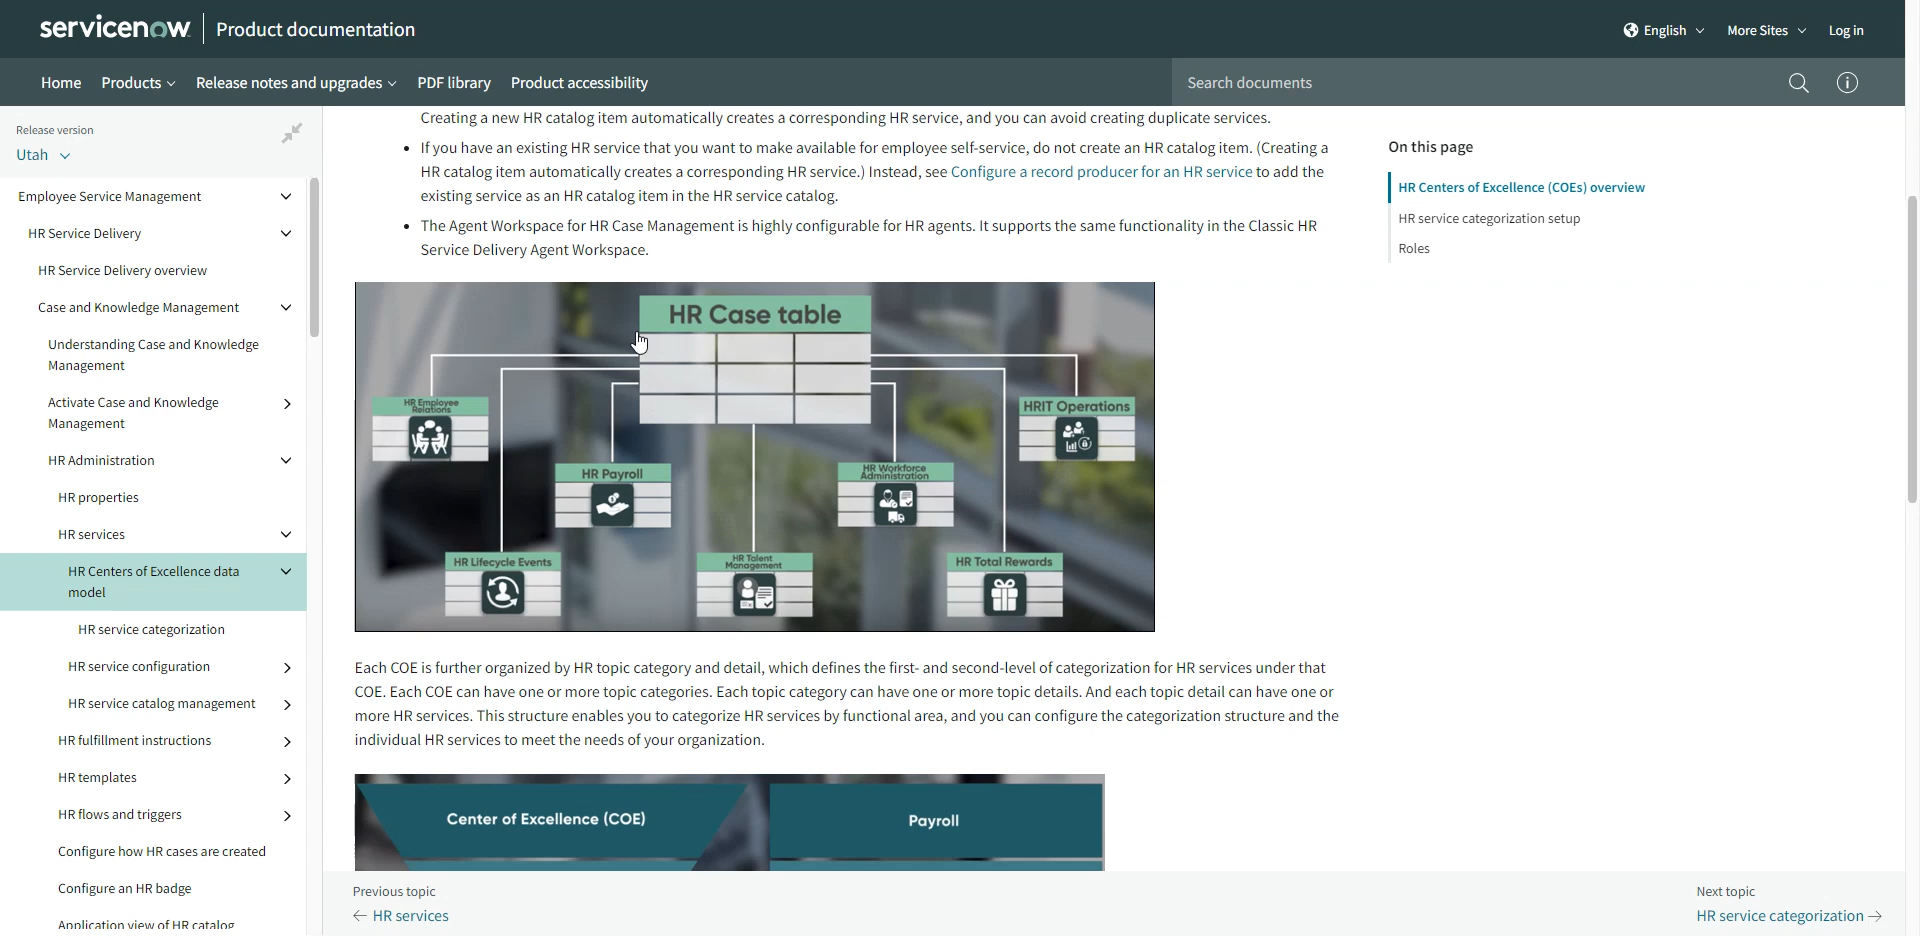 servicenow
Product documentation
English
More Sites
Log in
Home
Products
Release notes and upgrades
PDF library
Product accessibility
Search documents
Release version
Utah
Employee Service Management
HR Service Delivery
HR Service Delivery overview
Case and Knowledge Management
Understanding Case and Knowledge
Management
Activate Case and Knowledge
Management
HR Administration
HR properties
HR services
HR Centers of Excellence data
model
HR service categorization
HR service configuration
HR service catalog management
HR fulfillment instructions
HR templates
HR flows and triggers
Configure how HR cases are created
Configure an HR badge
Application view of HR catalog
Creating a new HR catalog item automatically creates a corresponding HR service, and you can avoid creating duplicate services.
• If you have an existing HR service that you want to make available for employee self-service, do not create an HR catalog item. (Creating a
HR catalog item automatically creates a corresponding HR service.) Instead, see Configure a record producer for an HR service to add the
existing service as an HR catalog item in the HR service catalog.
• The Agent Workspace for HR Case Management is highly configurable for HR agents. It supports the same functionality in the Classic HR
Service Delivery Agent Workspace.
HR Case table
HR Employee
Relations
HRIT Operations
HR Payroll
HR Workforce
Administration
HR Lifecycle Events
HR Talent
Management
HR Total Rewards
Each COE is further organized by HR topic category and detail, which defines the first- and second-level of categorization for HR services under that
COE. Each COE can have one or more topic categories. Each topic category can have one or more topic details. And each topic detail can have one or
more HR services. This structure enables you to categorize HR services by functional area, and you can configure the categorization structure and the
individual HR services to meet the needs of your organization.
Center of Excellence (COE)
Payroll
On this page
HR Centers of Excellence (COEs) overview
HR service categorization setup
Roles
Previous topic
← HR services
Next topic
HR service categorization →